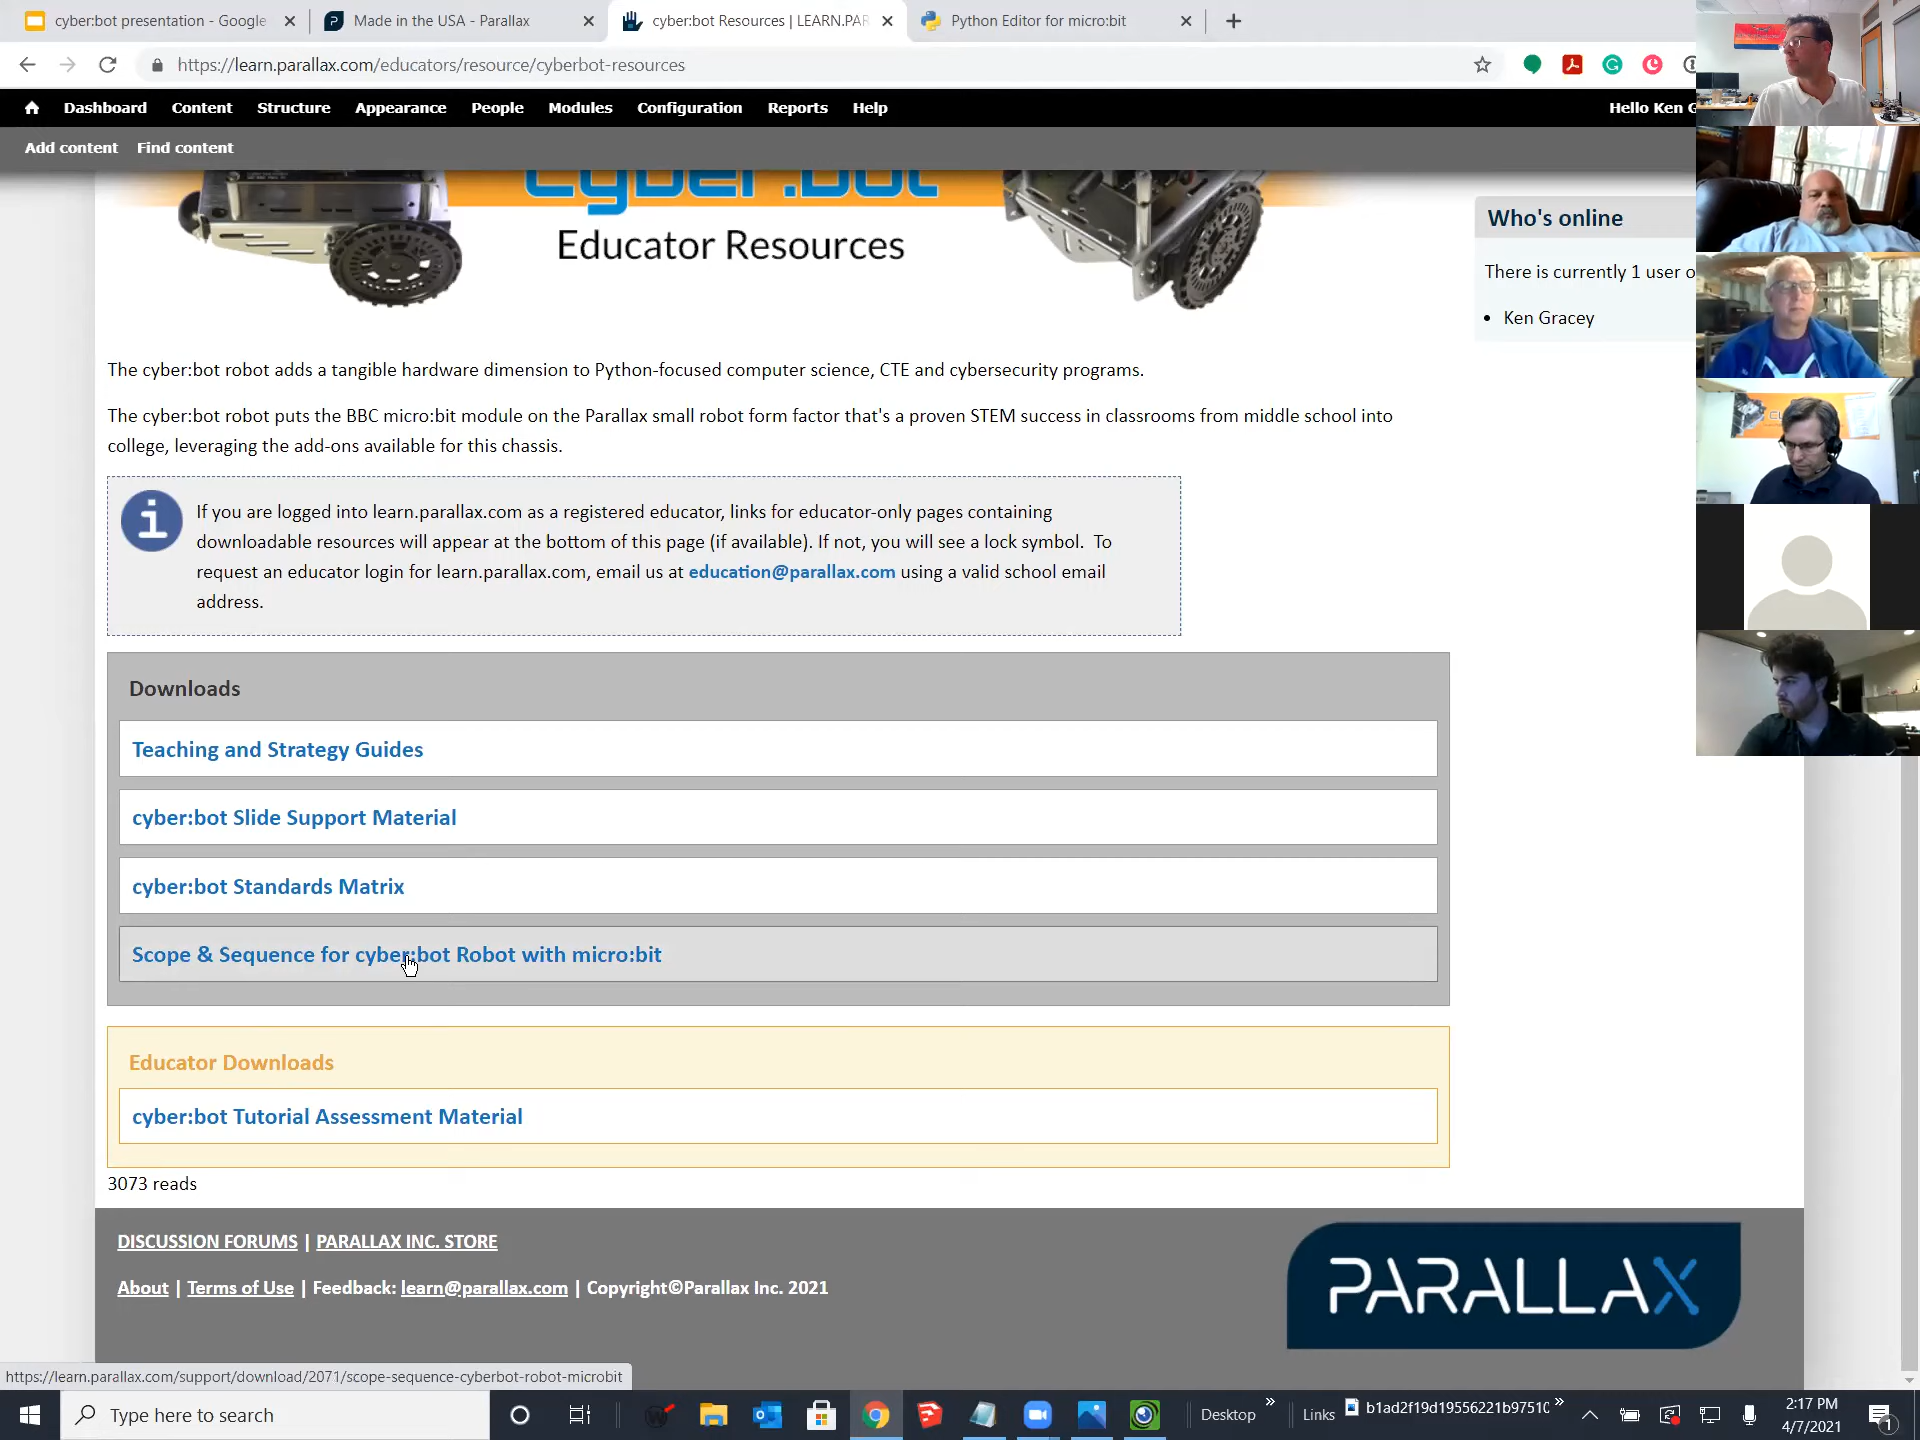 cyber:bot presentation - Google
Made in the USA - Parallax
cyber:bot Resources | LEARN.PAR
Python Editor for micro:bit
https://learn.parallax.com/educators/resource/cyberbot-resources
Dashboard Content Structure Appearance People Modules Configuration Reports Help
Hello Ken G
Add content Find content
cyber:bot
Educator Resources
Who's online
There is currently 1 user o
• Ken Gracey
The cyber:bot robot adds a tangible hardware dimension to Python-focused computer science, CTE and cybersecurity programs.
The cyber:bot robot puts the BBC micro:bit module on the Parallax small robot form factor that's a proven STEM success in classrooms from middle school into
college, leveraging the add-ons available for this chassis.
If you are logged into learn.parallax.com as a registered educator, links for educator-only pages containing
downloadable resources will appear at the bottom of this page (if available). If not, you will see a lock symbol. To
request an educator login for learn.parallax.com, email us at education@parallax.com using a valid school email
address.
Downloads
Teaching and Strategy Guides
cyber:bot Slide Support Material
cyber:bot Standards Matrix
Scope & Sequence for cyber:bot Robot with micro:bit
Educator Downloads
cyber:bot Tutorial Assessment Material
3073 reads
DISCUSSION FORUMS | PARALLAX INC. STORE
About | Terms of Use | Feedback: learn@parallax.com | Copyright©Parallax Inc. 2021
PARALLAX
https://learn.parallax.com/support/download/2071/scope-sequence-cyberbot-robot-microbit
Type here to search
Desktop
Links
b1ad2f19d19556221b97510
2:17 PM
4/7/2021
1